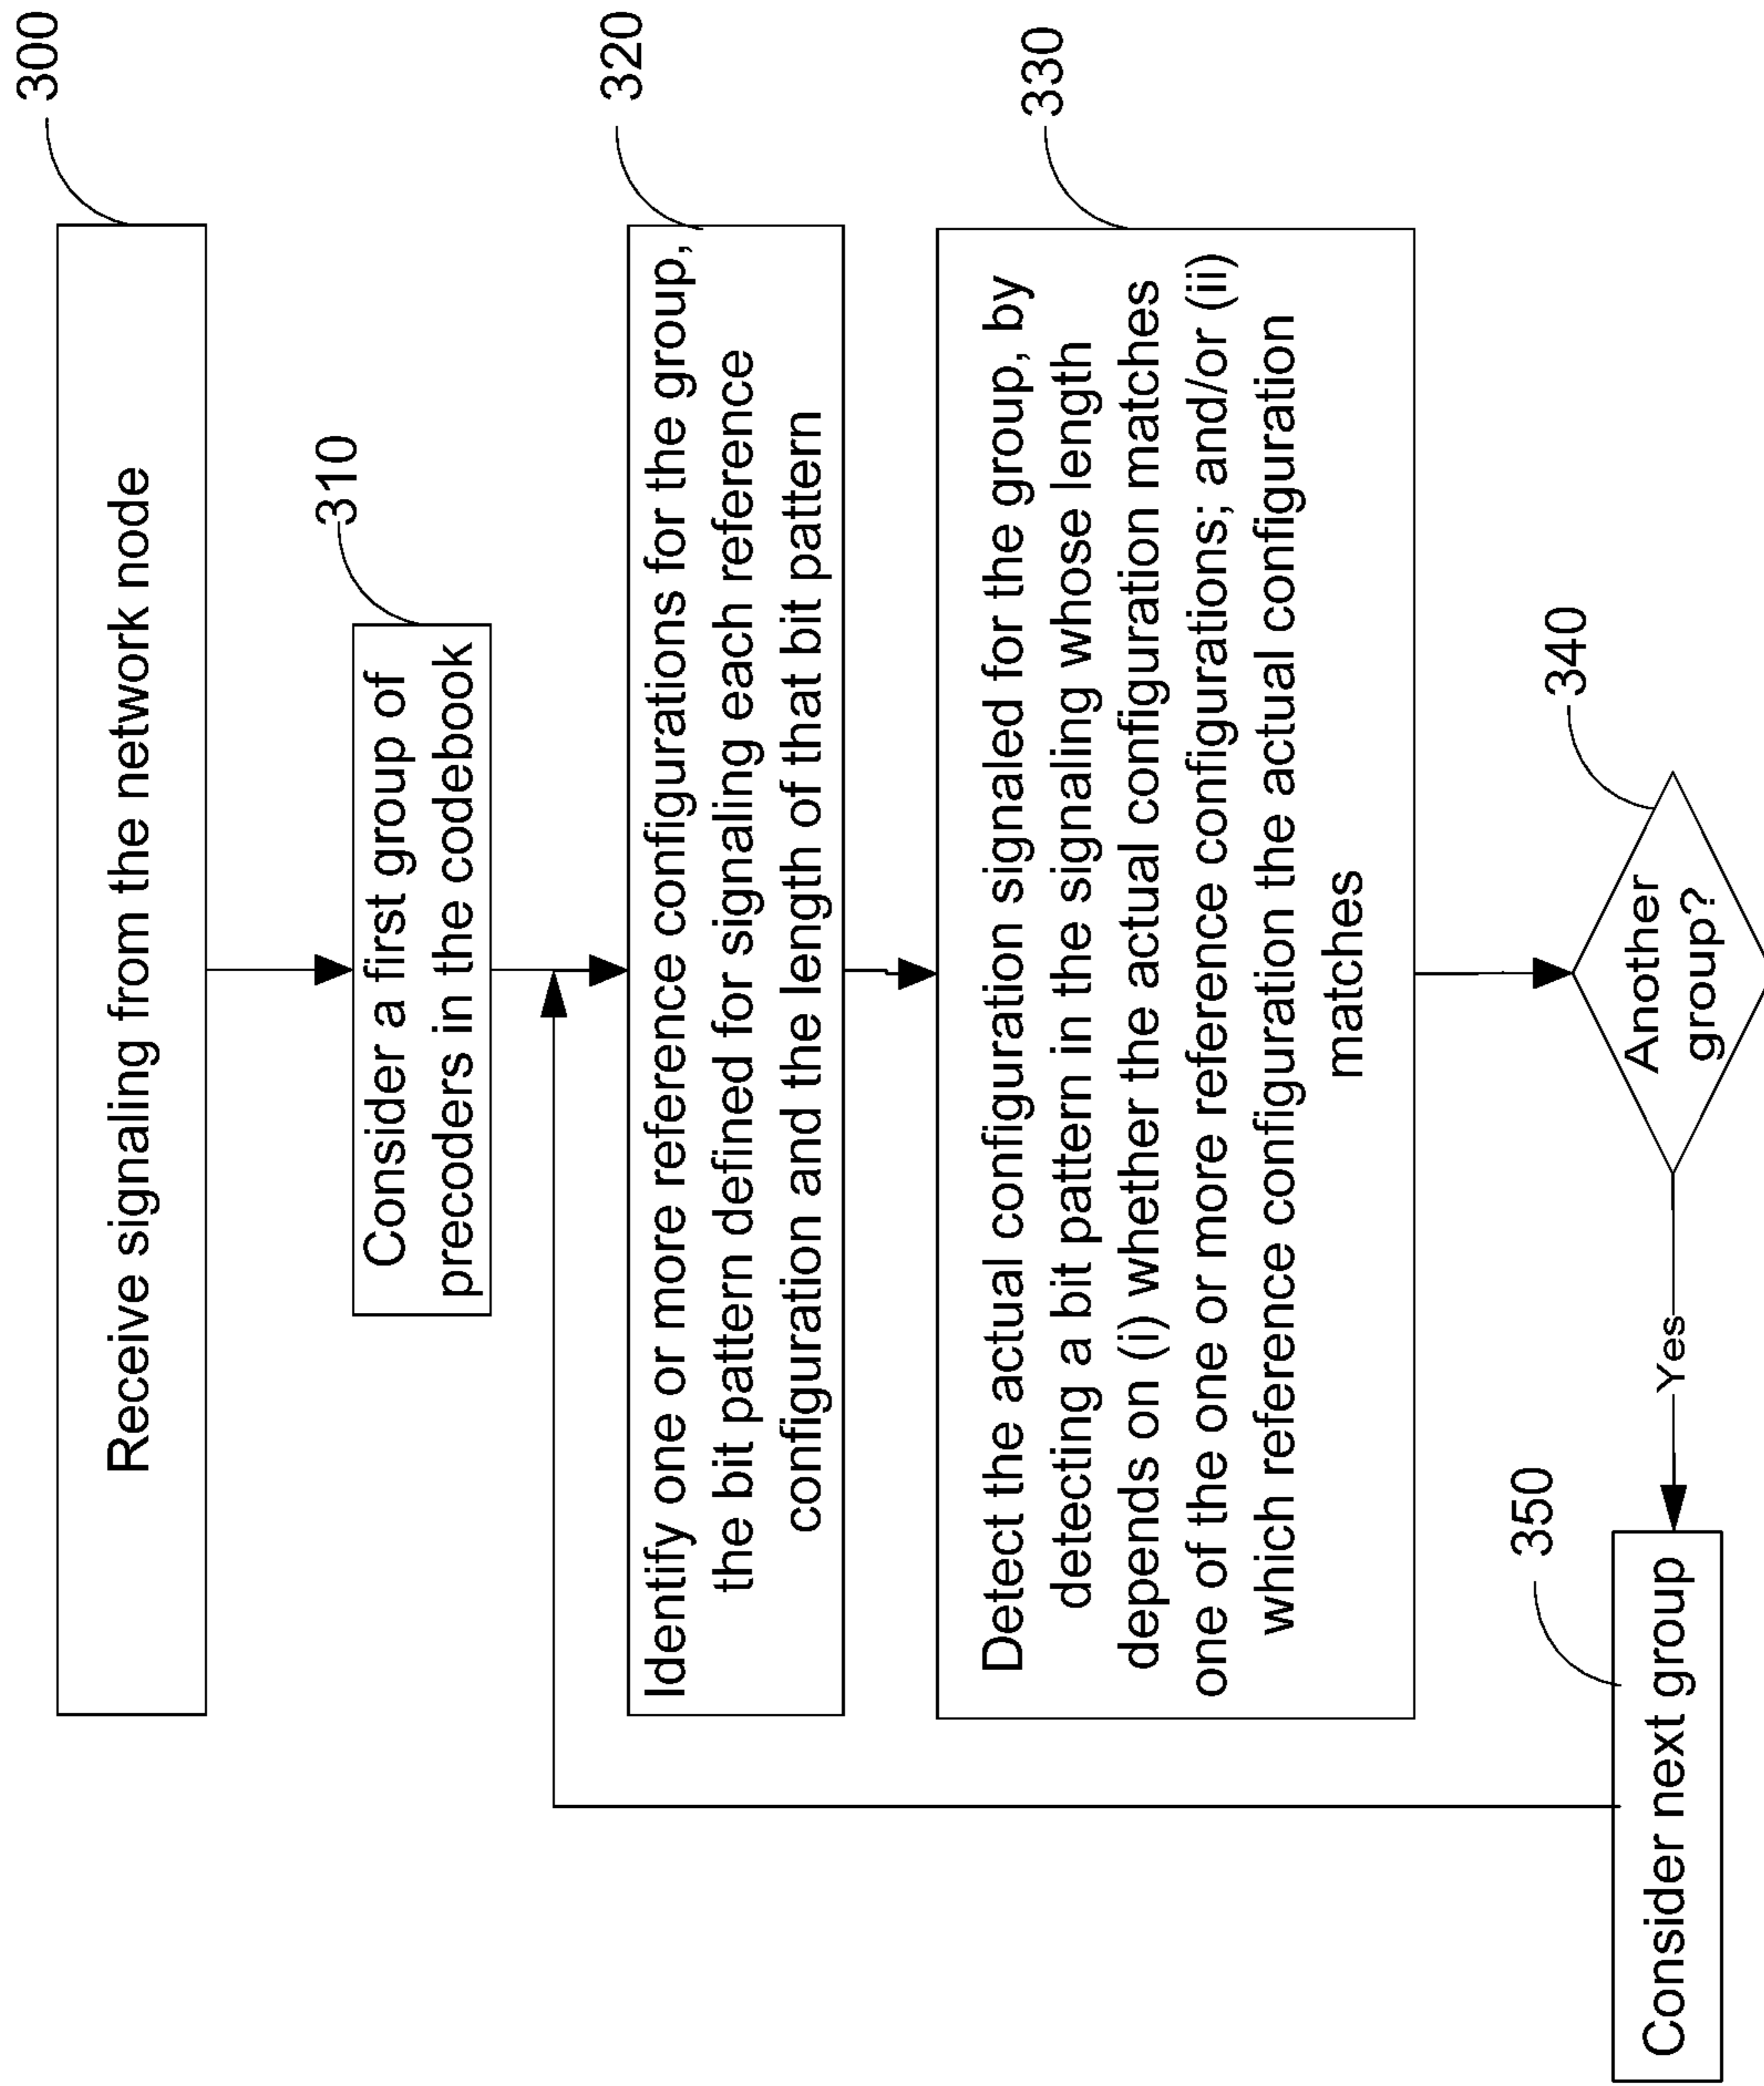 300
Receive signaling from the network node
310
Consider a first group of
precoders in the codebook
320
Identify one or more reference configurations for the group,
the bit pattern defined for signaling each reference
configuration and the length of that bit pattern
330
Detect the actual configuration signaled for the group, by
detecting a bit pattern in the signaling whose length
depends on (i) whether the actual configuration matches
one of the one or more reference configurations; and/or (ii)
which reference configuration the actual configuration
matches
340
Another
group?
Yes
350
Consider next group